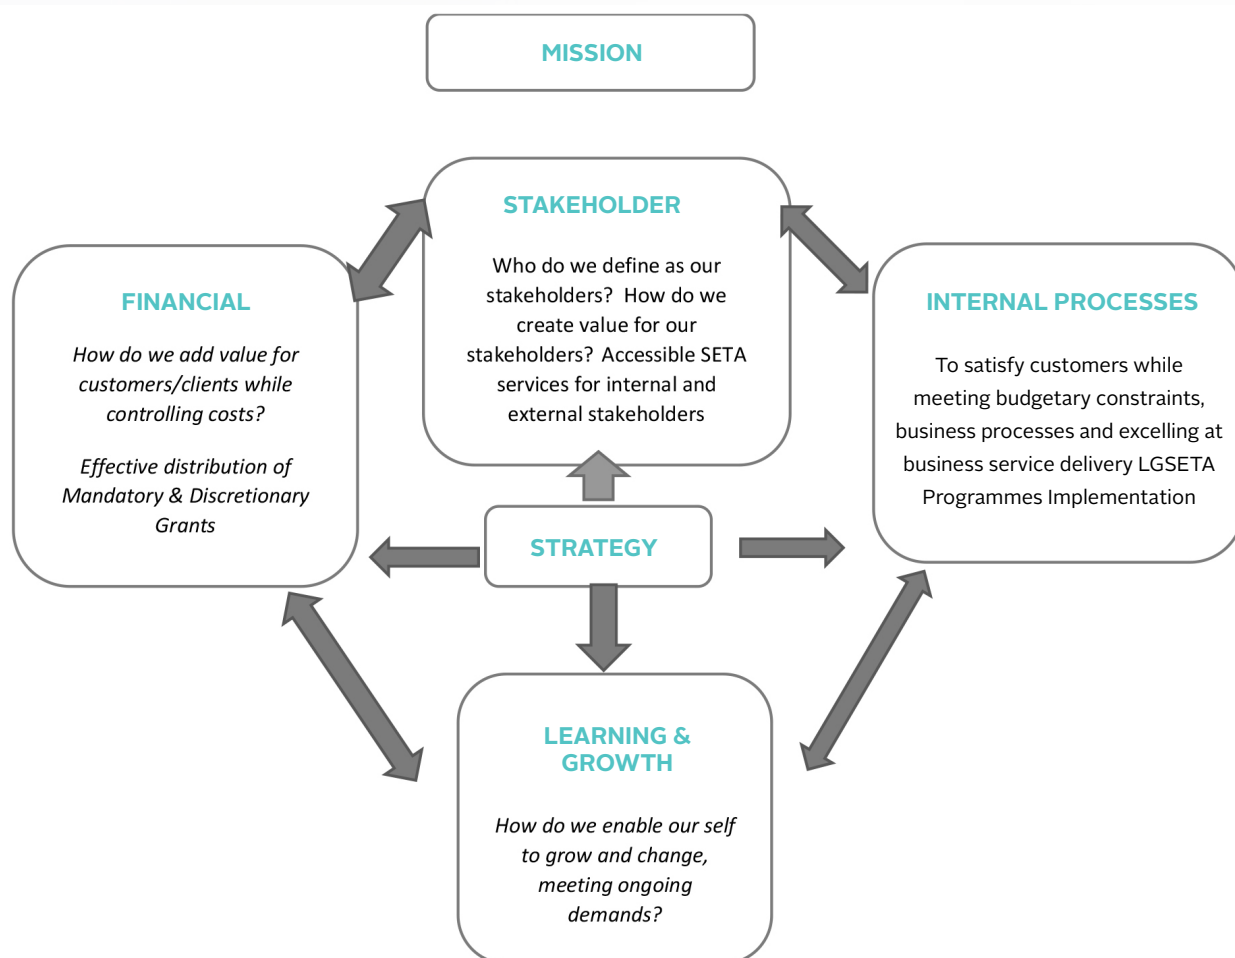 MISSION
STAKEHOLDER
Who do we define as our
stakeholders? How do we
create value for our
stakeholders? Accessible SETA
services for internal and
external stakeholders
FINANCIAL
How do we add value for
customers/clients while
controlling costs?
Effective distribution of
Mandatory & Discretionary
Grants
INTERNAL PROCESSES
To satisfy customers while
meeting budgetary constraints,
business processes and excelling at
business service delivery LGSETA
Programmes Implementation
STRATEGY
LEARNING &
GROWTH
How do we enable our self
to grow and change,
meeting ongoing
demands?